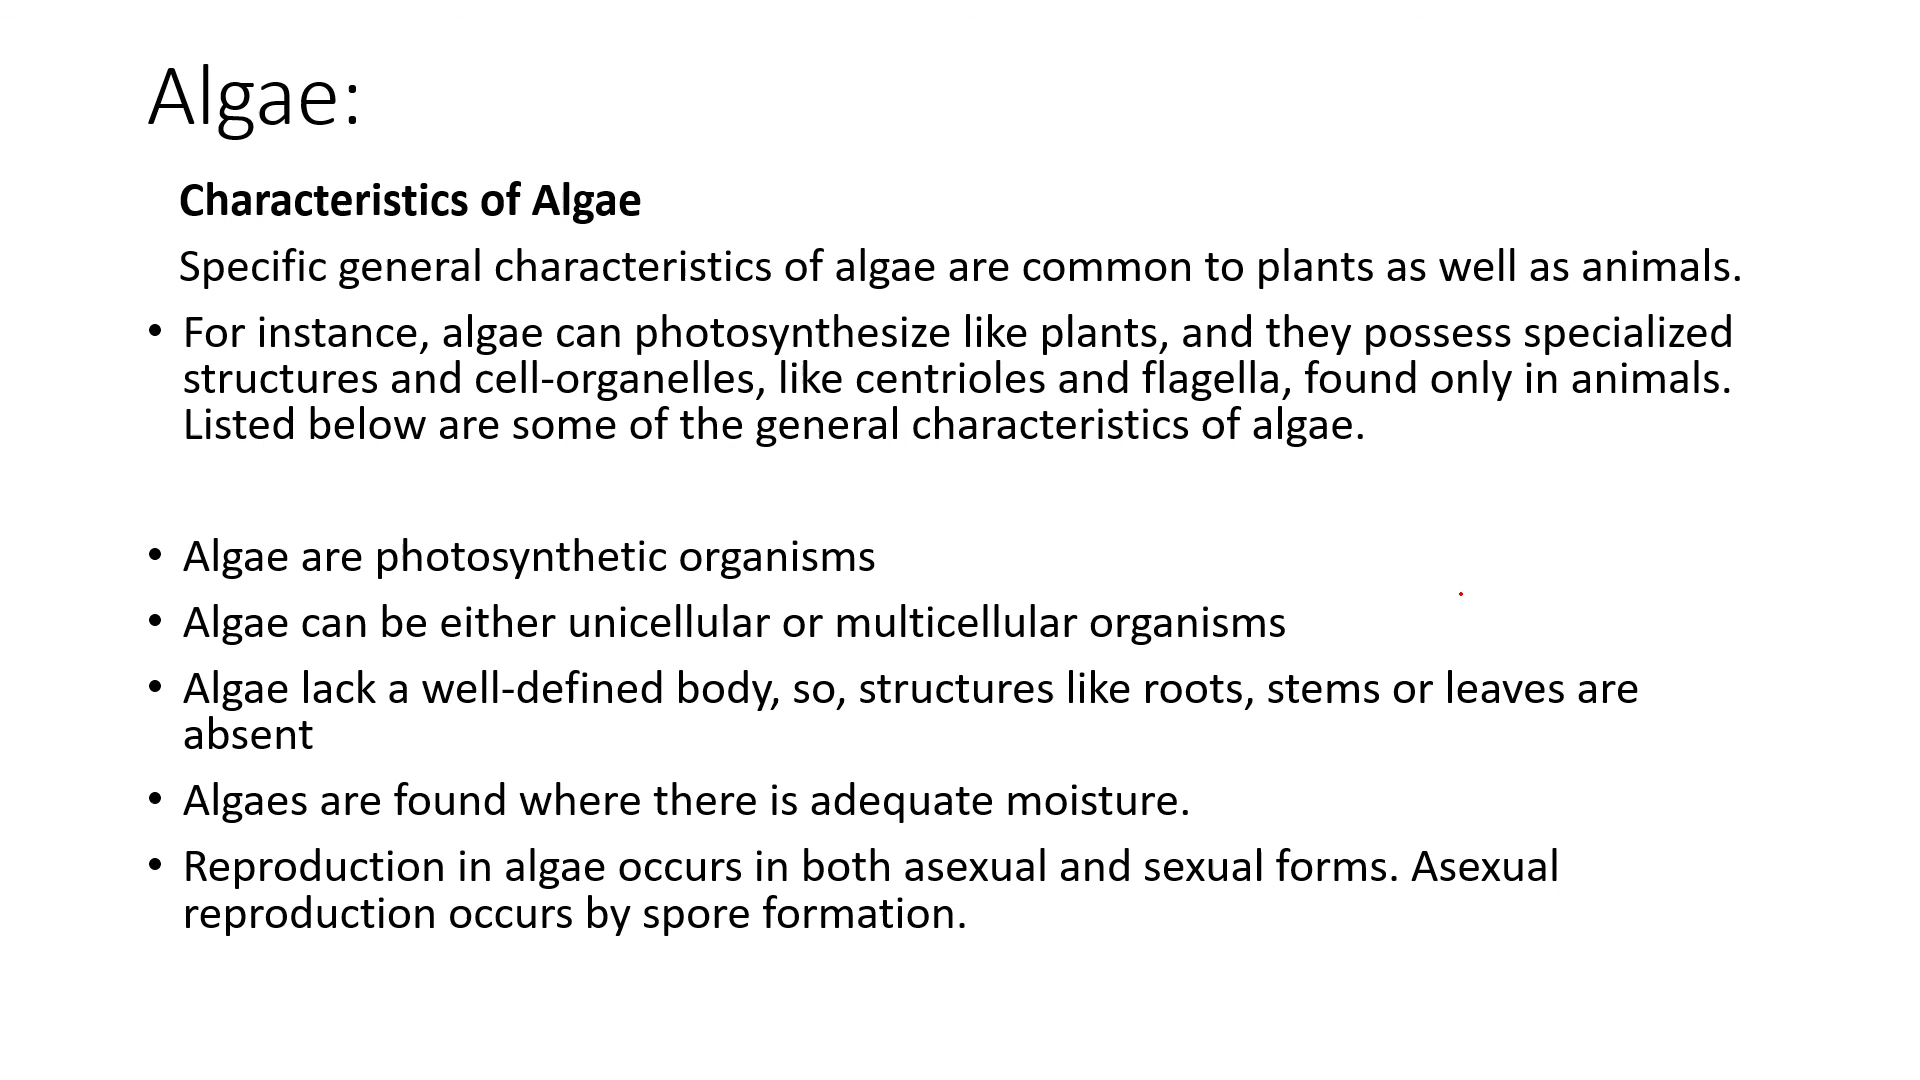 Algae:
Characteristics of Algae
Specific general characteristics of algae are common to plants as well as animals.
• For instance, algae can photosynthesize like plants, and they possess specialized
structures and cell-organelles, like centrioles and flagella, found only in animals.
Listed below are some of the general characteristics of algae.
• Algae are photosynthetic organisms
• Algae can be either unicellular or multicellular organisms
• Algae lack a well-defined body, so, structures like roots, stems or leaves are
absent
• Algaes are found where there is adequate moisture.
• Reproduction in algae occurs in both asexual and sexual forms. Asexual
reproduction occurs by spore formation.